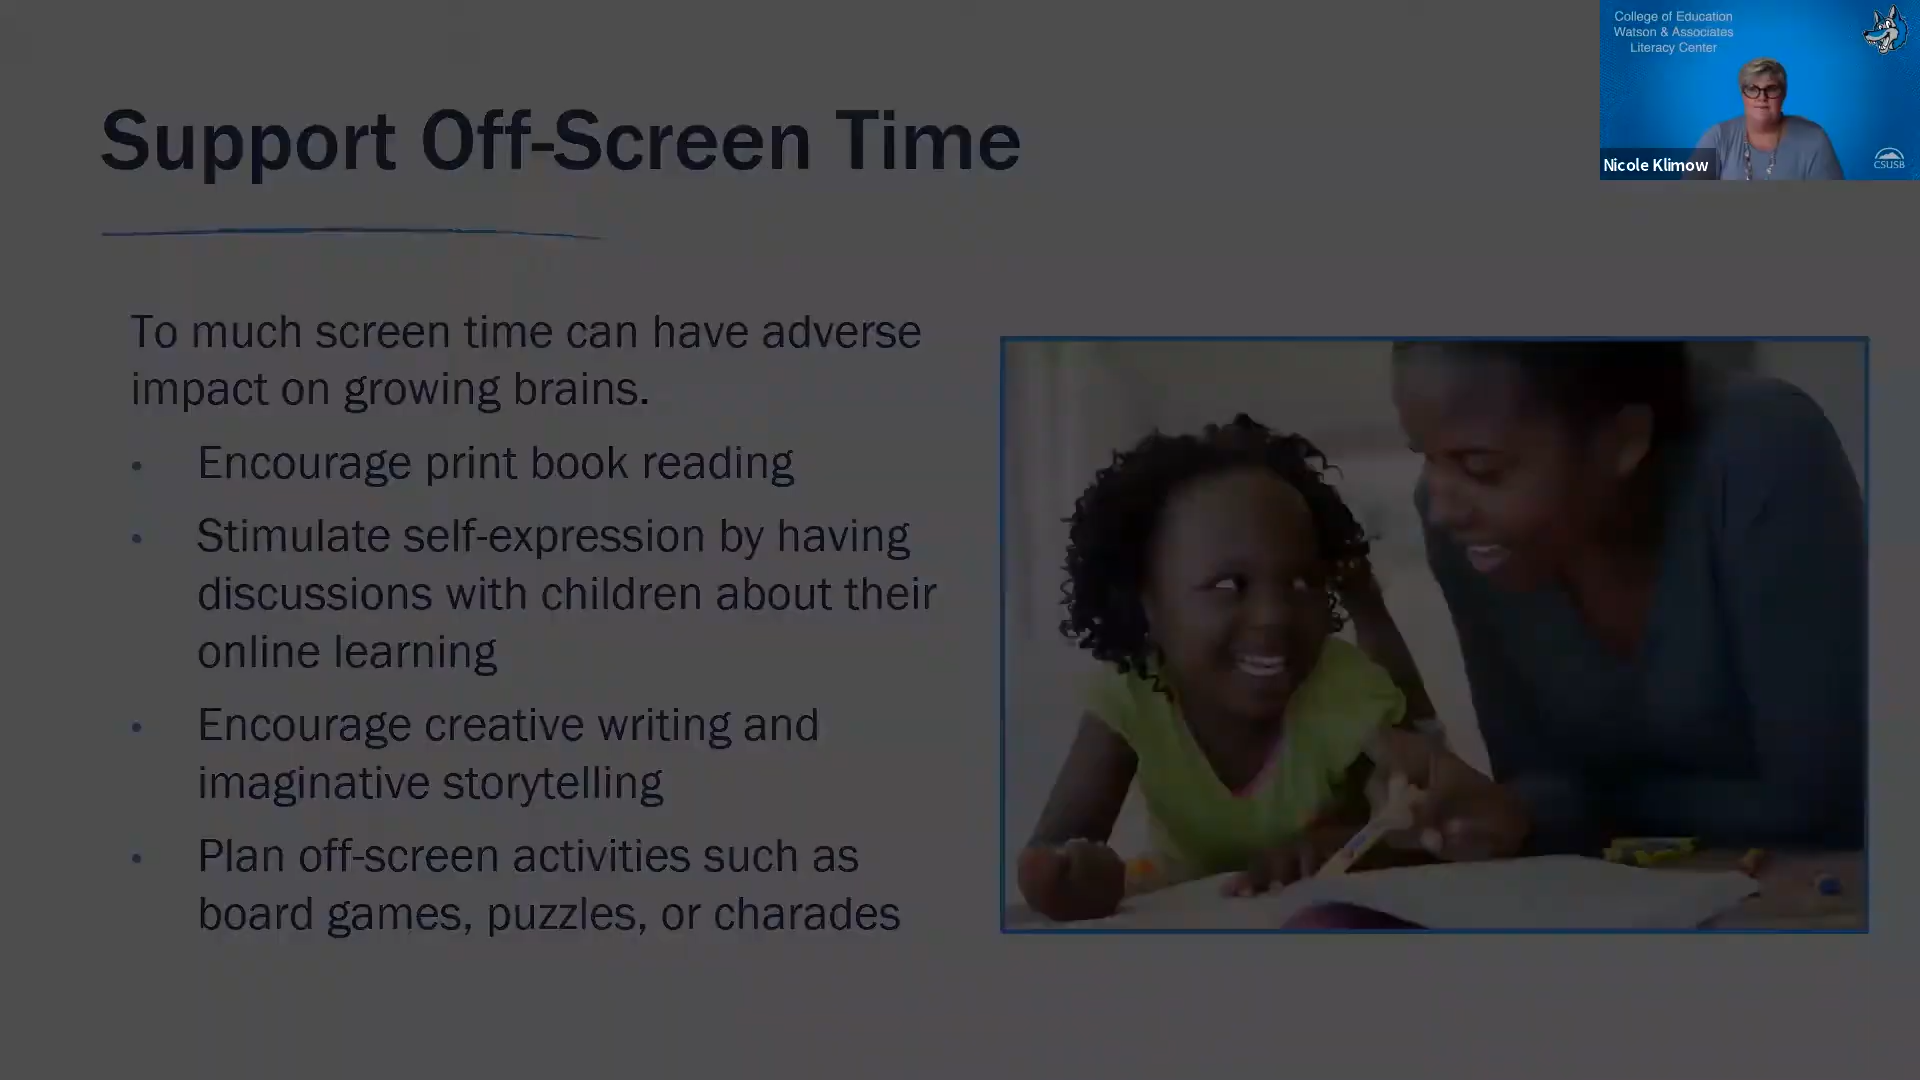 College of Education
Watson & Associates
Literacy Center
Nicole Klimow
CSUSB
Support Off-Screen Time
To much screen time can have adverse
impact on growing brains.
• Encourage print book reading
• Stimulate self-expression by having
discussions with children about their
online learning
• Encourage creative writing and
imaginative storytelling
• Plan off-screen activities such as
board games, puzzles, or charades